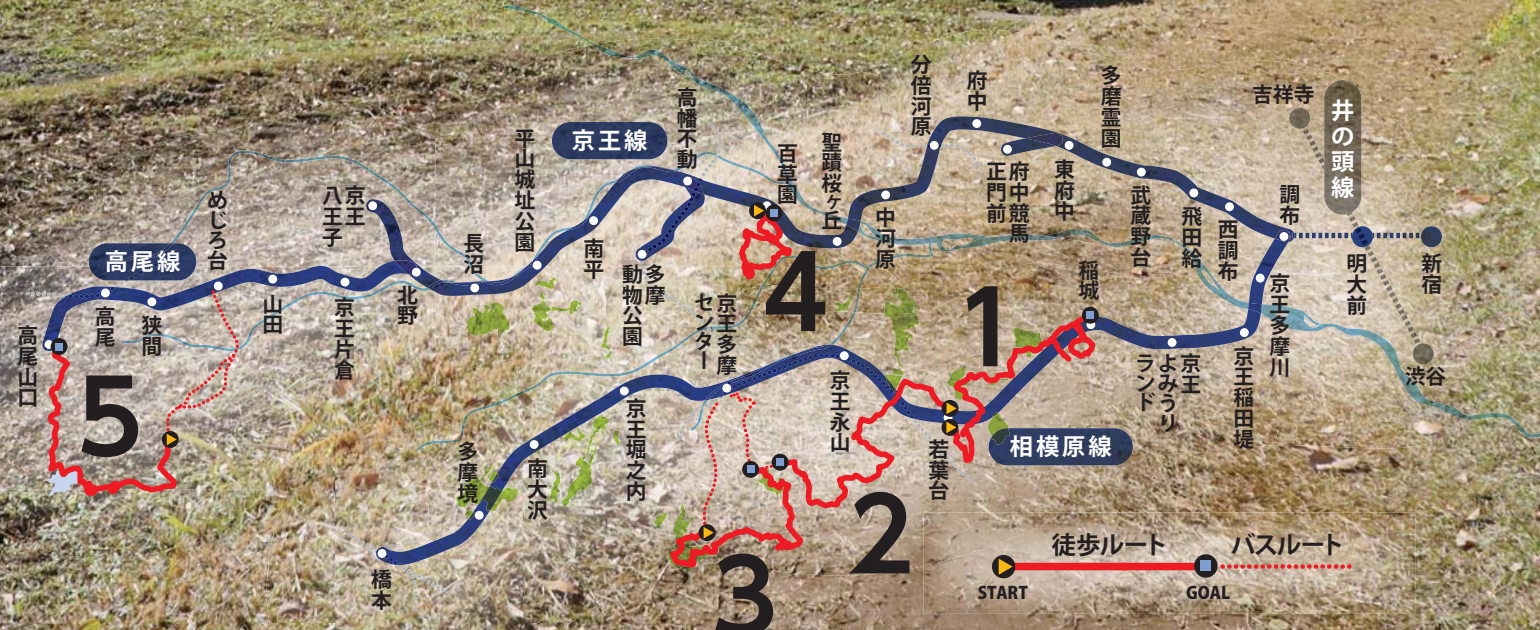 吉祥寺
井の頭線
新宿
明大前
渋谷
調布
西調布
飛田給
武蔵野台
多磨霊園
東府中
府中競馬
正門前
府中
分倍河原
中河原
聖蹟桜ヶ丘
百草園
高幡不動
京王線
多摩
動物公園
南平
平山城址公園
長沼
北野
京王
八王子
京王片倉
山田
めじろ台
高尾線
狭間
高尾
高尾山口
京王多摩川
京王稲田堤
京王
よみうり
ランド
稲城
若葉台
相模原線
京王永山
京王多摩
センター
京王堀之内
南大沢
多摩境
橋本
1
2
3
4
5
徒歩ルート
バスルート
START
GOAL